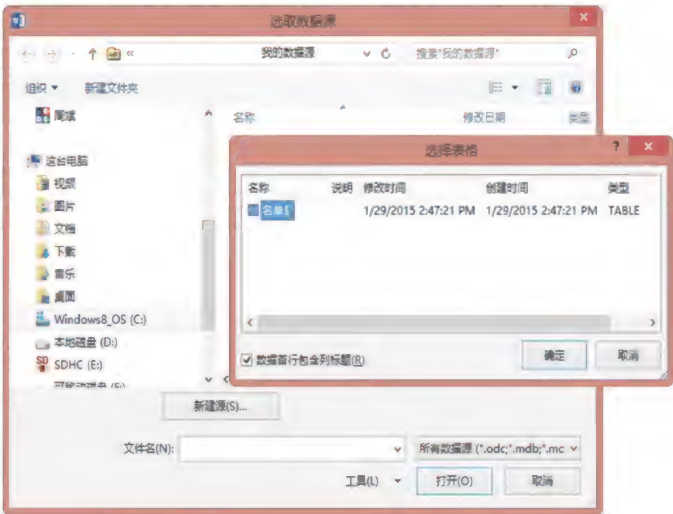 选取数据源
我的数据源
搜索"我的数据源"
组织 新建文件夹
周斌
这台电脑
视频
图片
文档
下载
音乐
桌面
Windows8_OS (C:)
本地磁盘 (D:)
SDHC (E:)
名称 修改日期 类型
选择表格
名称 说明 修改时间 创建时间 类型
名单$ 1/29/2015 2:47:21 PM 1/29/2015 2:47:21 PM TABLE
数据首行包含列标题(R)
确定 取消
新建源(S)...
文件名(N):
所有数据源 (*.odc;*.mdb;*.mc
工具(L) 打开(O) 取消